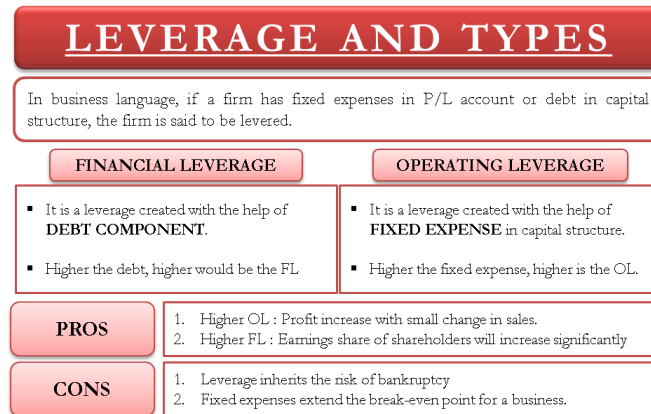 LEVERAGE AND TYPES
In business language, if a firm has fixed expenses in P/L account or debt in capital
structure, the firm is said to be levered.
FINANCIAL LEVERAGE
▪ It is a leverage created with the help of
DEBT COMPONENT.
▪ Higher the debt, higher would be the FL
OPERATING LEVERAGE
▪ It is a leverage created with the help of
FIXED EXPENSE in capital structure.
▪ Higher the fixed expense, higher is the OL.
PROS
1. Higher OL : Profit increase with small change in sales.
2. Higher FL : Earnings share of shareholders will increase significantly
CONS
1. Leverage inherits the risk of bankruptcy
2. Fixed expenses extend the break-even point for a business.